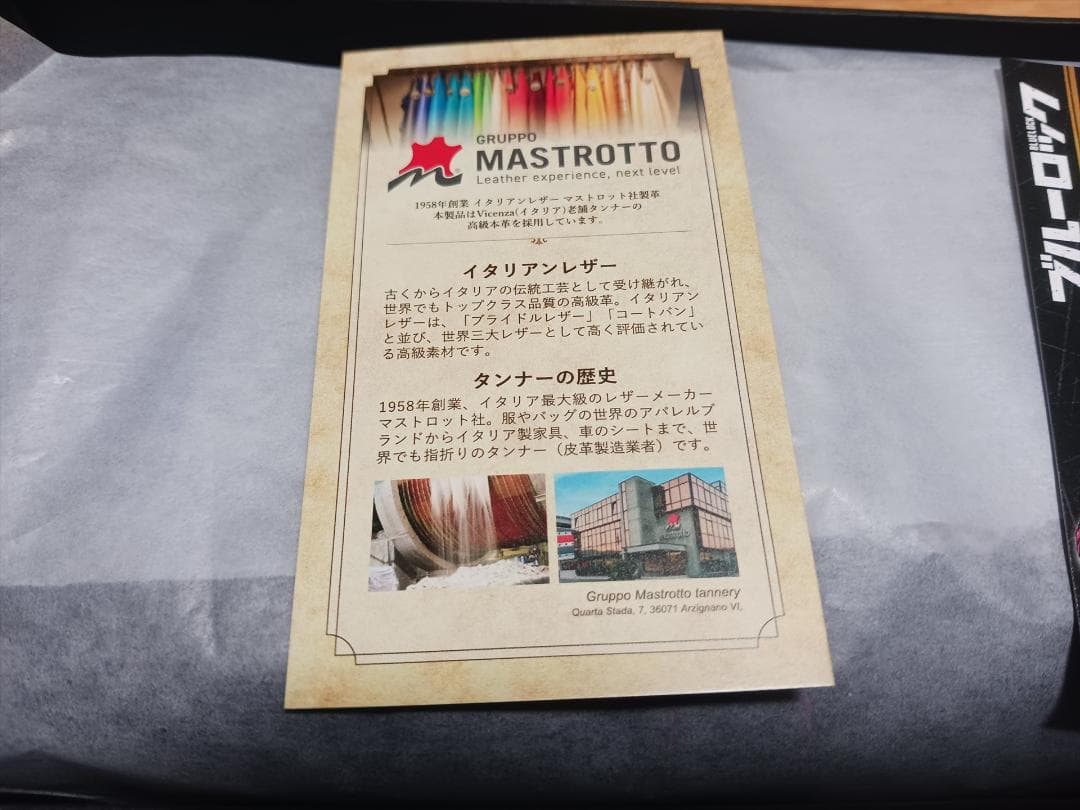 GRUPPO
MASTROTTO
Leather experience, next level
1958年創業 イタリアンレザー マストロット社製革
本製品はVicenza(イタリア)老舗タンナーの
高級本革を採用しています。
イタリアンレザー
古くからイタリアの伝統工芸として受け継がれ、
世界でもトップクラス品質の高級革。イタリアン
レザーは、「ブライドルレザー」「コートバン」
と並び、世界三大レザーとして高く評価されてい
る高級素材です。
タンナーの歴史
1958年創業、イタリア最大級のレザーメーカー
マストロット社。服やバッグの世界のアパレルブ
ランドからイタリア製家具、車のシートまで、世
界でも指折りのタンナー（皮革製造業者）です。
MASTROTTO
Gruppo Mastrotto tannery
Quarta Stada, 7, 36071 Arzignano VI,
ブルーロック
BLUELOCK